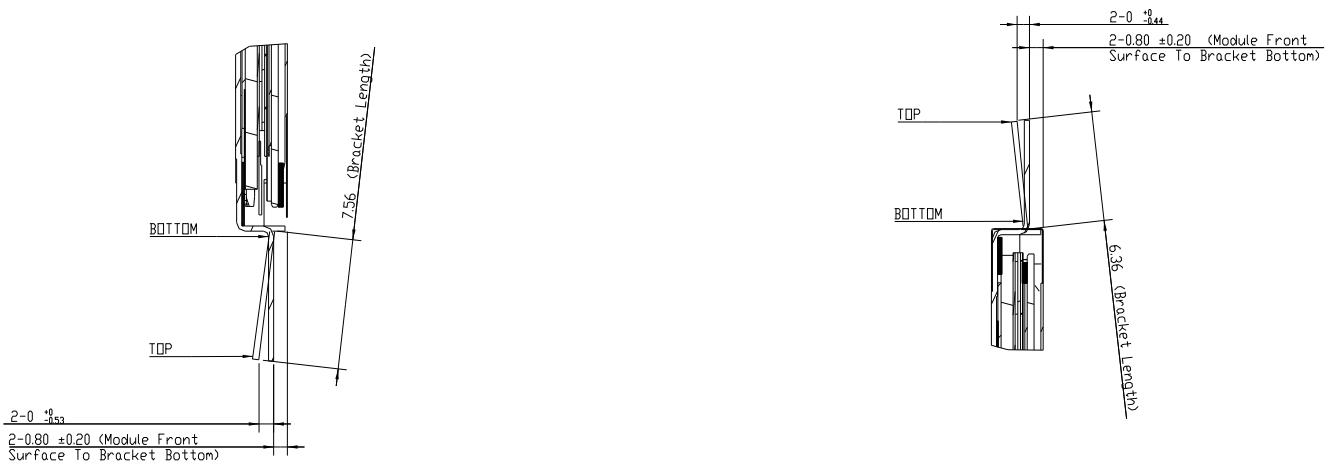 7.56 (Bracket Length)
BOTTOM
TOP
2-0 +0 -0.53
2-0.80 ±0.20 (Module Front
Surface To Bracket Bottom)
2-0 +0 -0.44
2-0.80 ±0.20 (Module Front
Surface To Bracket Bottom)
TOP
BOTTOM
6.36 (Bracket Length)